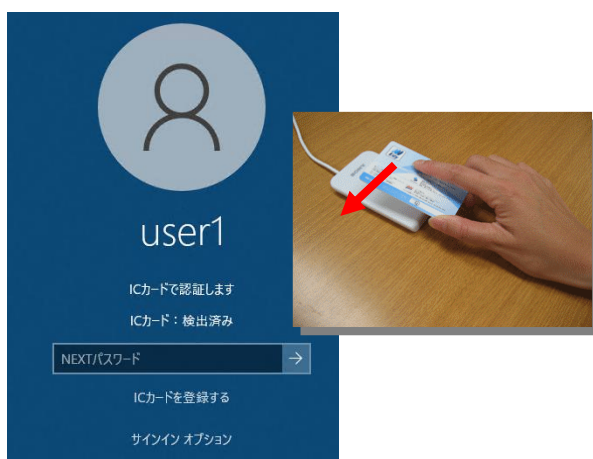 user1
ICカードで認証します
ICカード：検出済み
NEXTパスワード
ICカードを登録する
サインイン オプション